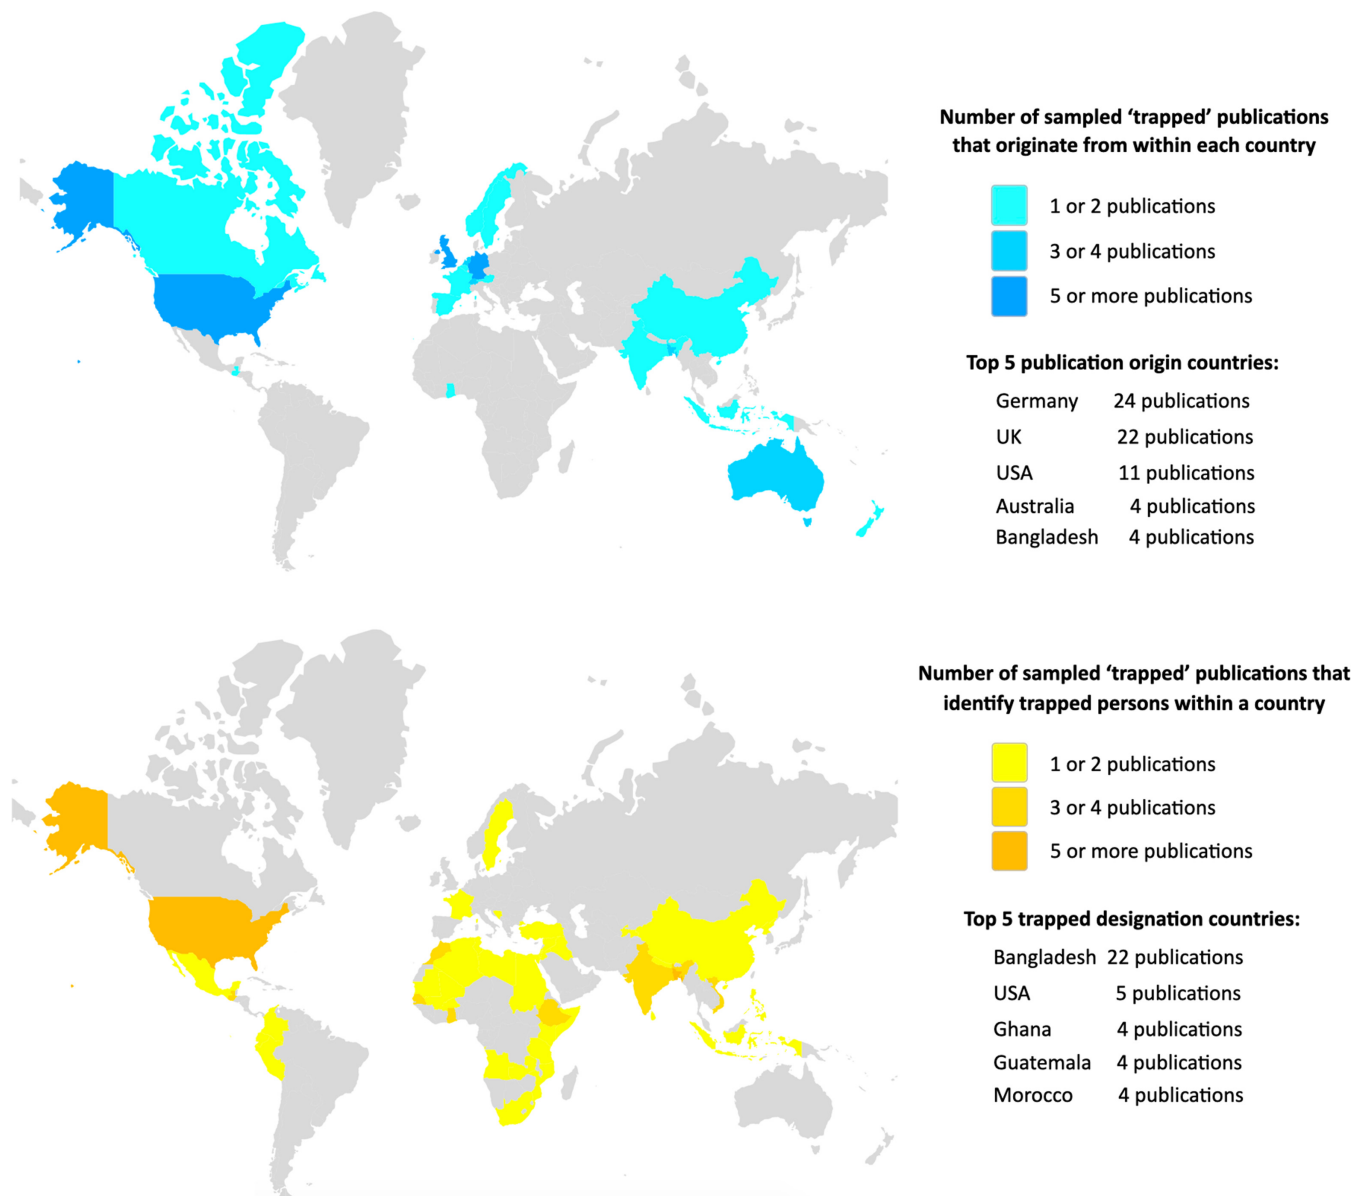 Number of sampled ‘trapped’ publications
that originate from within each country
1 or 2 publications
3 or 4 publications
5 or more publications
Top 5 publication origin countries:
Germany 24 publications
UK 22 publications
USA 11 publications
Australia 4 publications
Bangladesh 4 publications
Number of sampled ‘trapped’ publications that
identify trapped persons within a country
1 or 2 publications
3 or 4 publications
5 or more publications
Top 5 trapped designation countries:
Bangladesh 22 publications
USA 5 publications
Ghana 4 publications
Guatemala 4 publications
Morocco 4 publications